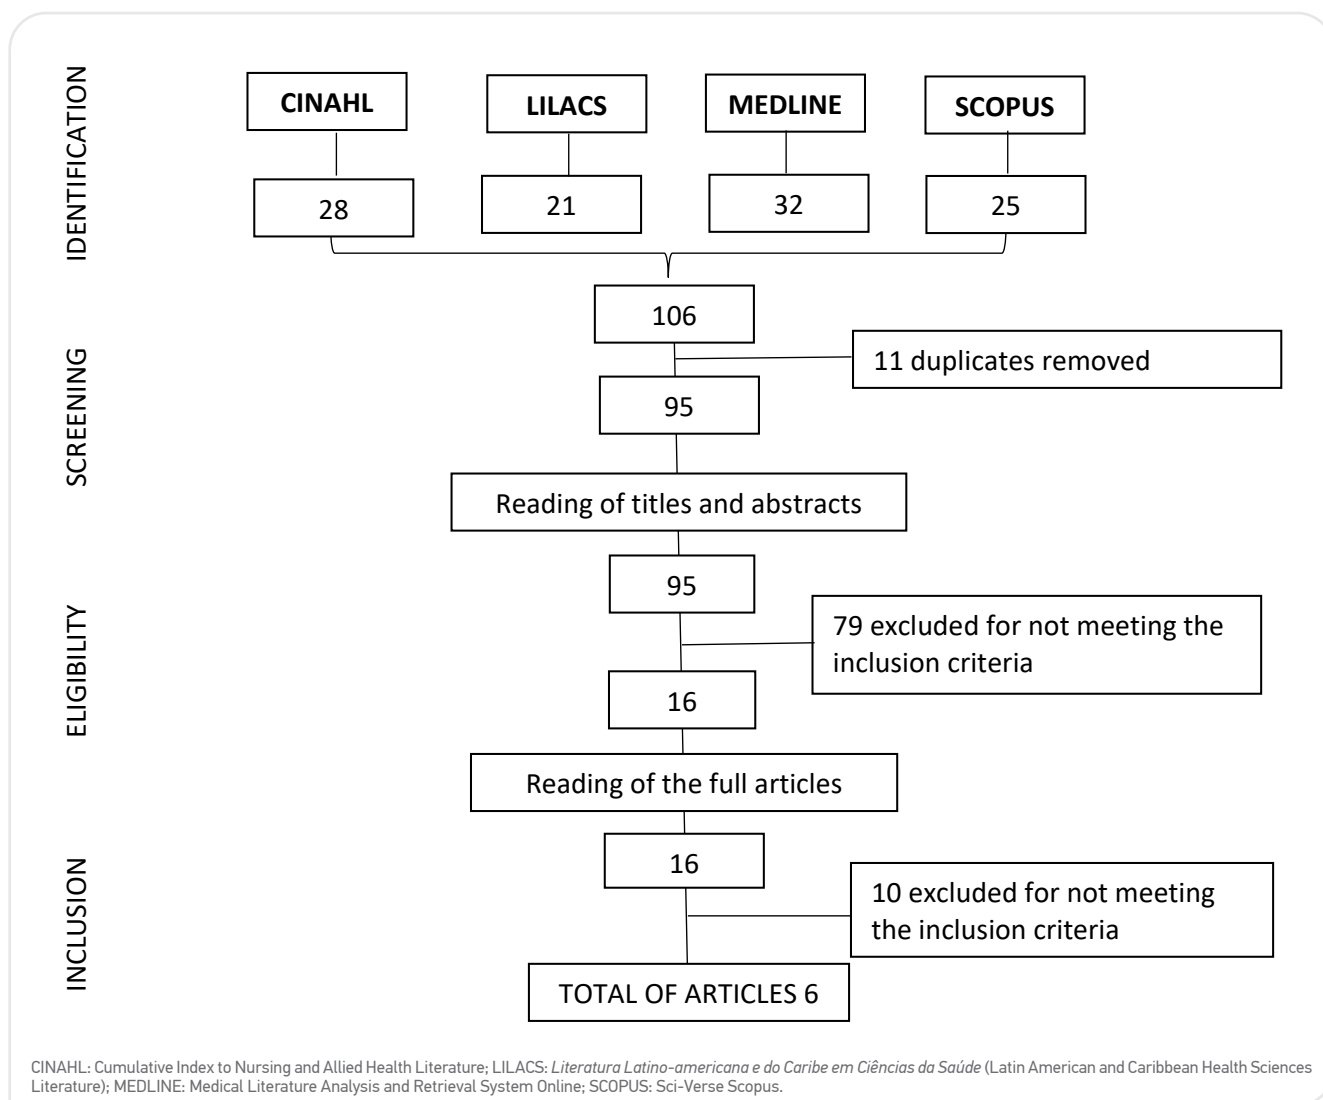 IDENTIFICATION
CINAHL
LILACS
MEDLINE
SCOPUS
28
21
32
25
106
SCREENING
11 duplicates removed
95
Reading of titles and abstracts
ELIGIBILITY
95
79 excluded for not meeting the
inclusion criteria
16
Reading of the full articles
INCLUSION
16
10 excluded for not meeting
the inclusion criteria
TOTAL OF ARTICLES 6
CINAHL: Cumulative Index to Nursing and Allied Health Literature; LILACS: Literatura Latino-americana e do Caribe em Ciências da Saúde (Latin American and Caribbean Health Sciences
Literature); MEDLINE: Medical Literature Analysis and Retrieval System Online; SCOPUS: Sci-Verse Scopus.